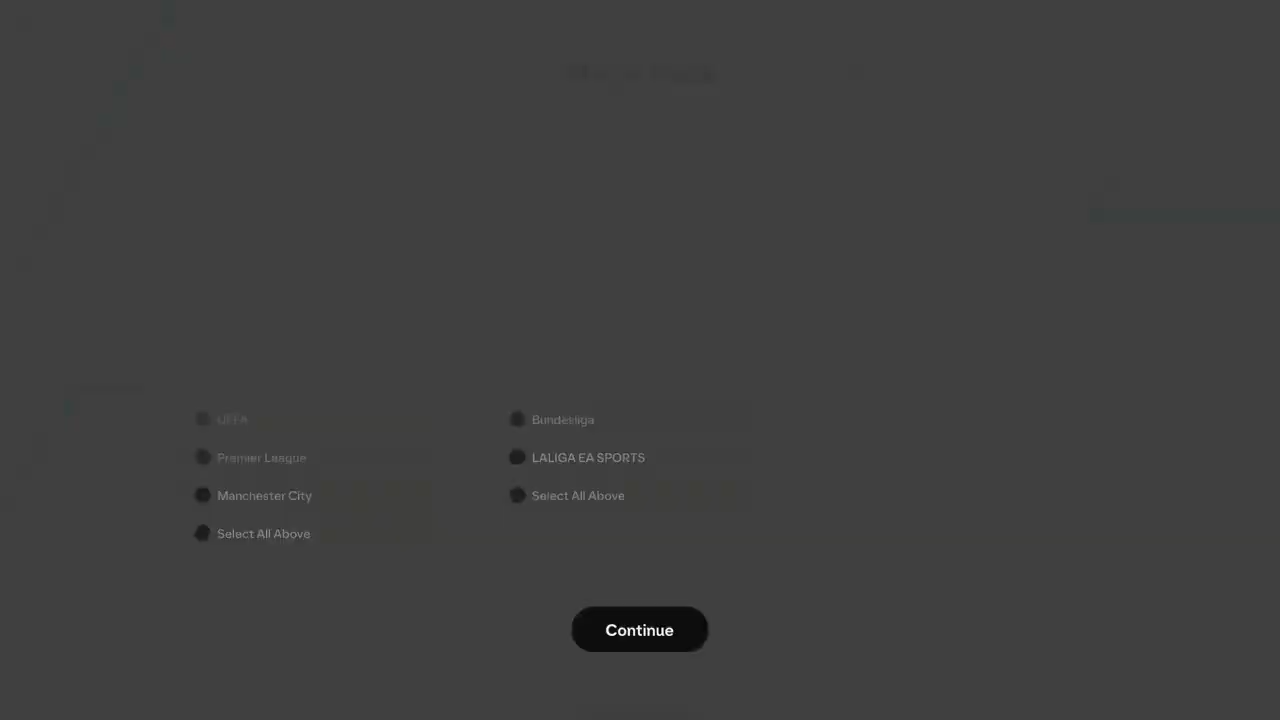 UEFA
Premier League
Manchester City
Select All Above
Bundesliga
LALIGA EA SPORTS
Select All Above
Continue